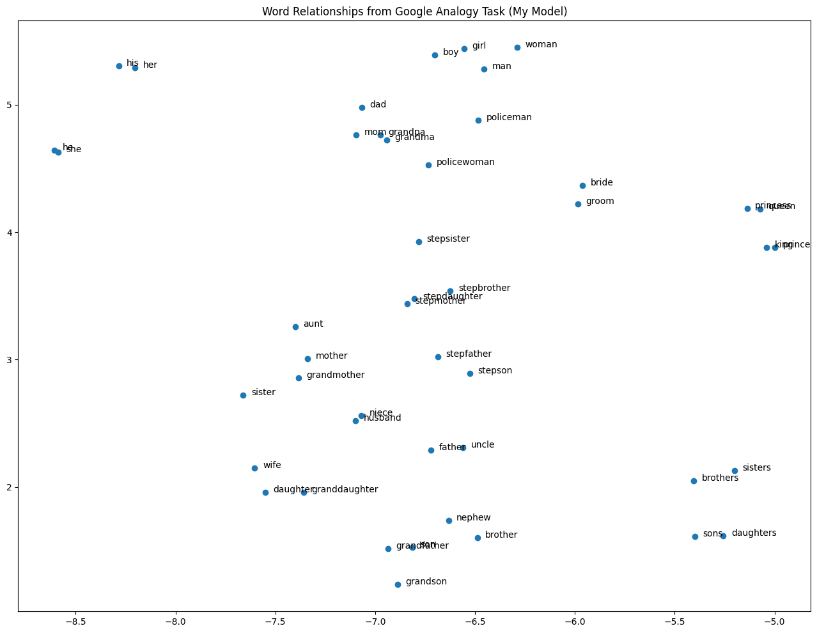 Word Relationships from Google Analogy Task (My Model)
girl
woman
boy
his
her
man
dad
policeman
mom
grandpa
grandma
he
she
policewoman
bride
groom
princess
queen
king
prince
stepsister
stepbrother
stepdaughter
stepmother
aunt
mother
stepfather
grandmother
stepson
sister
niece
husband
father
uncle
wife
sisters
brothers
daughter
granddaughter
nephew
brother
sons
daughters
grandfather
son
grandson
5
4
3
2
−8.5
−8.0
−7.5
−7.0
−6.5
−6.0
−5.5
−5.0